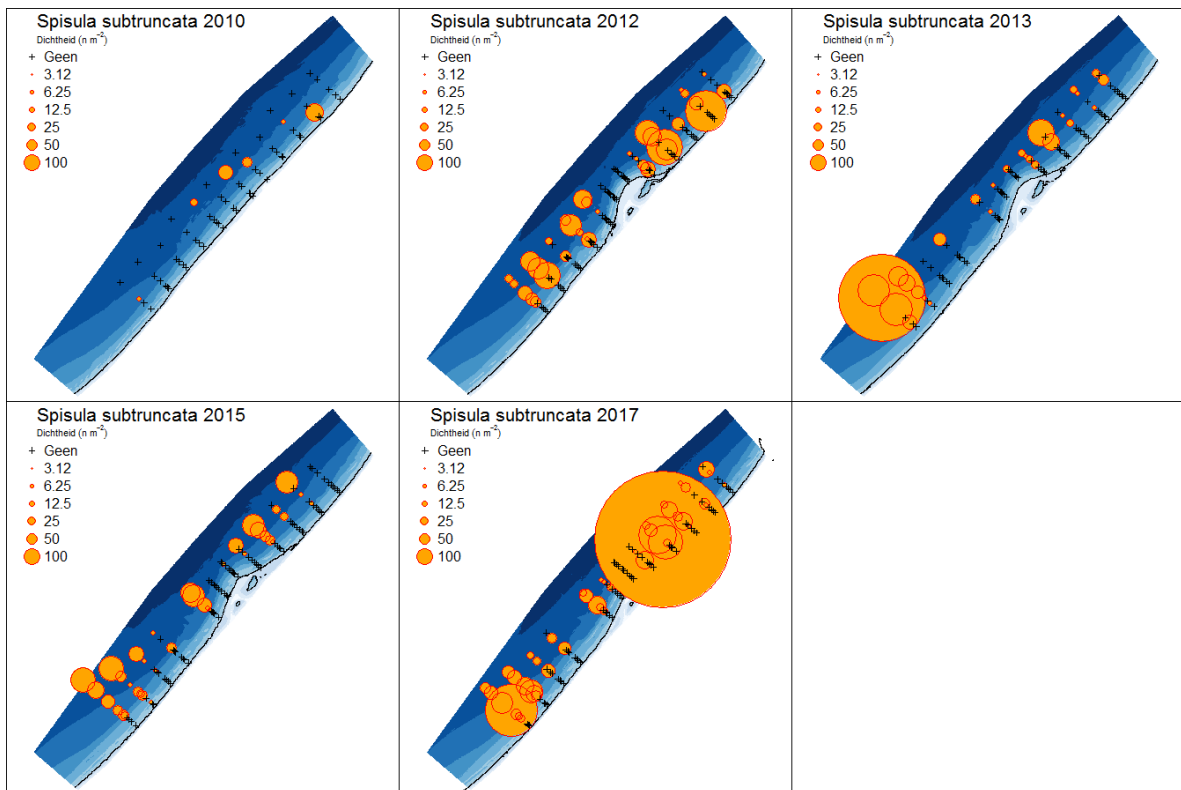 Spisula subtruncata 2010
Dichtheid (n m⁻²)
+ Geen
3.12
6.25
12.5
25
50
100
Spisula subtruncata 2012
Dichtheid (n m⁻²)
+ Geen
3.12
6.25
12.5
25
50
100
Spisula subtruncata 2013
Dichtheid (n m⁻²)
+ Geen
3.12
6.25
12.5
25
50
100
Spisula subtruncata 2015
Dichtheid (n m⁻²)
+ Geen
3.12
6.25
12.5
25
50
100
Spisula subtruncata 2017
Dichtheid (n m⁻²)
+ Geen
3.12
6.25
12.5
25
50
100